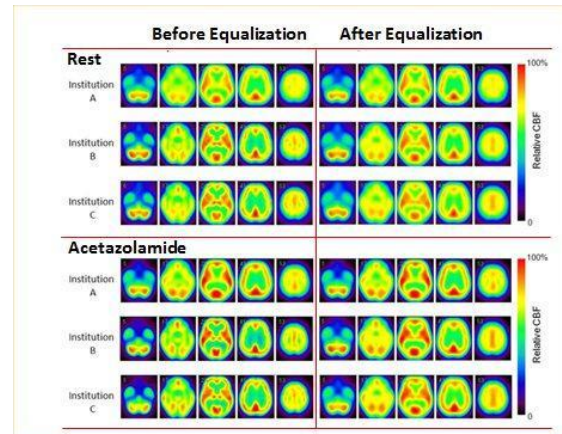 Before Equalization After Equalization
Rest
100%
Institution
A
Institution
B
Relative CBF
Institution
C
0
Acetazolamide
100%
Institution
A
Institution
B
Relative CBF
Institution
C
0